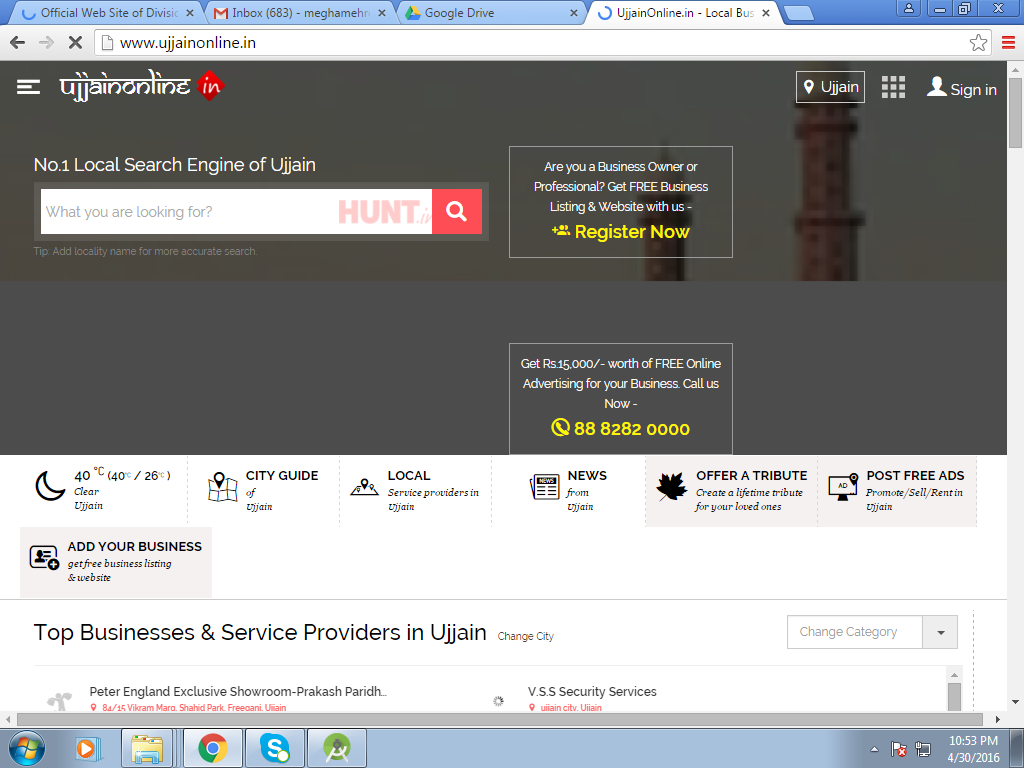 Official Web Site of Divisio
Inbox (683) - meghamehr
Google Drive
UjjainOnline.in - Local Bus
www.ujjainonline.in
ujjainonline in
Ujjain
Sign in
No.1 Local Search Engine of Ujjain
What you are looking for?
HUNT.in
Tip: Add locality name for more accurate search.
Are you a Business Owner or
Professional? Get FREE Business
Listing & Website with us -
Register Now
Get Rs.15,000/- worth of FREE Online
Advertising for your Business. Call us
Now -
88 8282 0000
40 °C (40°C / 26°C )
Clear
Ujjain
CITY GUIDE
of
Ujjain
LOCAL
Service providers in
Ujjain
NEWS
NEWS
from
Ujjain
OFFER A TRIBUTE
Create a lifetime tribute
for your loved ones
AD
POST FREE ADS
Promote/Sell/Rent in
Ujjain
ADD YOUR BUSINESS
get free business listing
& website
Top Businesses & Service Providers in Ujjain
Change City
Change Category
Peter England Exclusive Showroom-Prakash Paridh...
84/15 Vikram Marg, Shahid Park, Freeganj, Ujjain
V.S.S Security Services
ujjain city, Ujjain
10:53 PM
4/30/2016